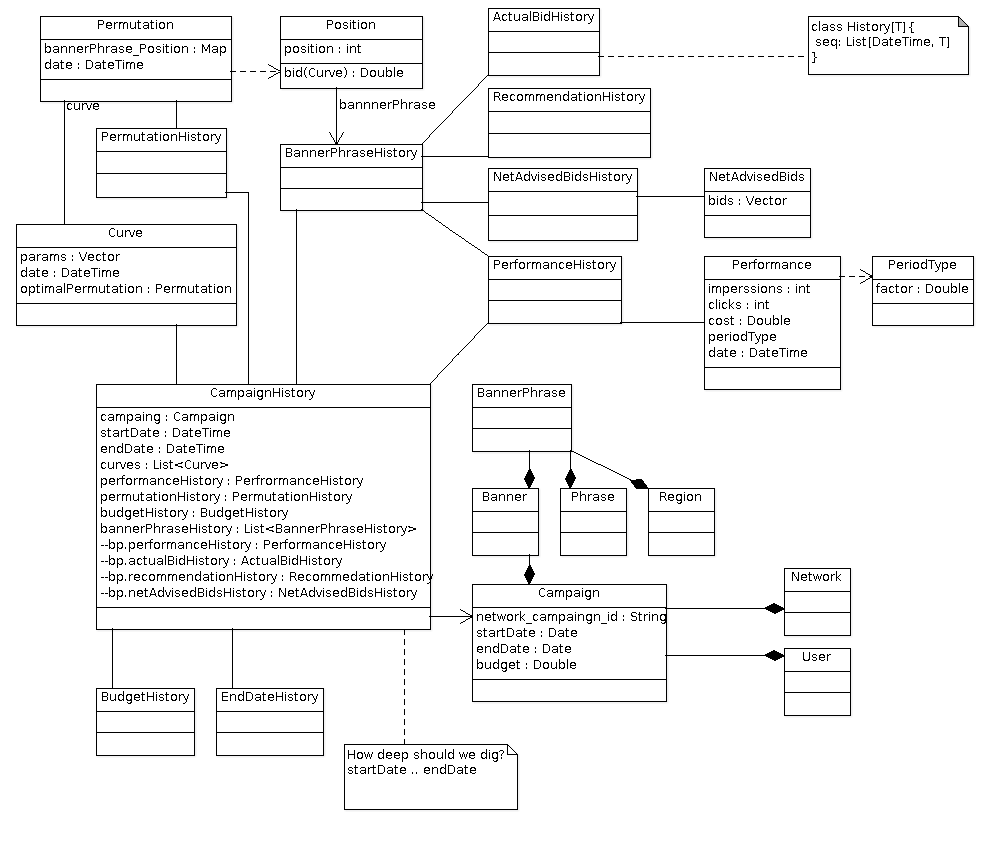 Permutation
bannerPhrase_Position : Map
date : DateTime
Position
position : int
bid(Curve) : Double
ActualBidHistory
class History[T] {
seq: List[DateTime, T]
}
curve
bannnerPhrase
RecommendationHistory
PermutationHistory
BannerPhraseHistory
NetAdvisedBidsHistory
NetAdvisedBids
bids : Vector
Curve
params : Vector
date : DateTime
optimalPermutation : Permutation
PerformanceHistory
Performance
imperssions : int
clicks : int
cost : Double
periodType
date : DateTime
PeriodType
factor : Double
CampaignHistory
campaing : Campaign
startDate : DateTime
endDate : DateTime
curves : List<Curve>
performanceHistory : PerfrormanceHistory
permutationHistory : PermutationHistory
budgetHistory : BudgetHistory
bannerPhraseHistory : List<BannerPhraseHistory>
--bp.performanceHistory : PerformanceHistory
--bp.actualBidHistory : ActualBidHistory
--bp.recommendationHistory : RecommedationHistory
--bp.netAdvisedBidsHistory : NetAdvisedBidsHistory
BannerPhrase
Banner
Phrase
Region
Campaign
network_campaingn_id : String
startDate : Date
endDate : Date
budget : Double
Network
User
BudgetHistory
EndDateHistory
How deep should we dig?
startDate .. endDate